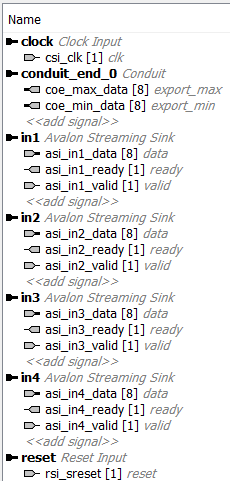 Name
clock Clock Input
csi_clk [1] clk
conduit_end_0 Conduit
coe_max_data [8] export_max
coe_min_data [8] export_min
<<add signal>>
in1 Avalon Streaming Sink
asi_in1_data [8] data
asi_in1_ready [1] ready
asi_in1_valid [1] valid
<<add signal>>
in2 Avalon Streaming Sink
asi_in2_data [8] data
asi_in2_ready [1] ready
asi_in2_valid [1] valid
<<add signal>>
in3 Avalon Streaming Sink
asi_in3_data [8] data
asi_in3_ready [1] ready
asi_in3_valid [1] valid
<<add signal>>
in4 Avalon Streaming Sink
asi_in4_data [8] data
asi_in4_ready [1] ready
asi_in4_valid [1] valid
<<add signal>>
reset Reset Input
rsi_sreset [1] reset